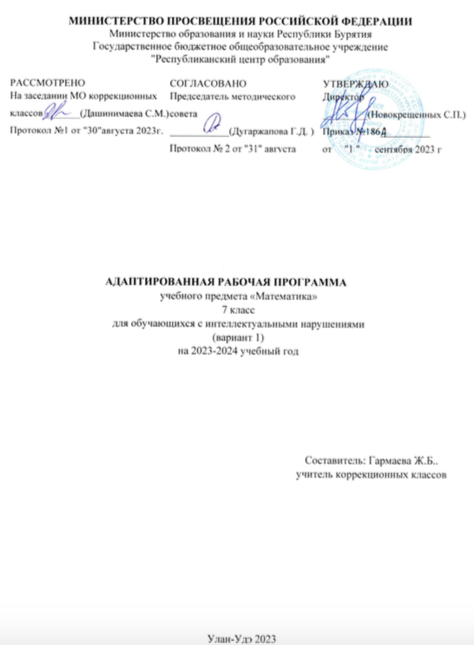 МИНИСТЕРСТВО ПРОСВЕЩЕНИЯ РОССИЙСКОЙ ФЕДЕРАЦИИ
Министерство образования и науки Республики Бурятия
Государственное бюджетное общеобразовательное учреждение
"Республиканский центр образования"
РАССМОТРЕНО
На заседании МО коррекционных
классов (Дашинимаева С.М.)
Протокол №1 от "30"августа 2023г.
СОГЛАСОВАНО
Председатель методического
совета
(Дугаржапова Г.Д. )
Протокол № 2 от "31" августа
УТВЕРЖДАЮ
Директор
(Новокрещенных С.П.)
Приказ №186Д
от "1 " сентября 2023 г
АДАПТИРОВАННАЯ РАБОЧАЯ ПРОГРАММА
учебного предмета «Математика»
7 класс
для обучающихся с интеллектуальными нарушениями
(вариант 1)
на 2023-2024 учебный год
Составитель: Гармаева Ж.Б..
учитель коррекционных классов
Улан-Удэ 2023